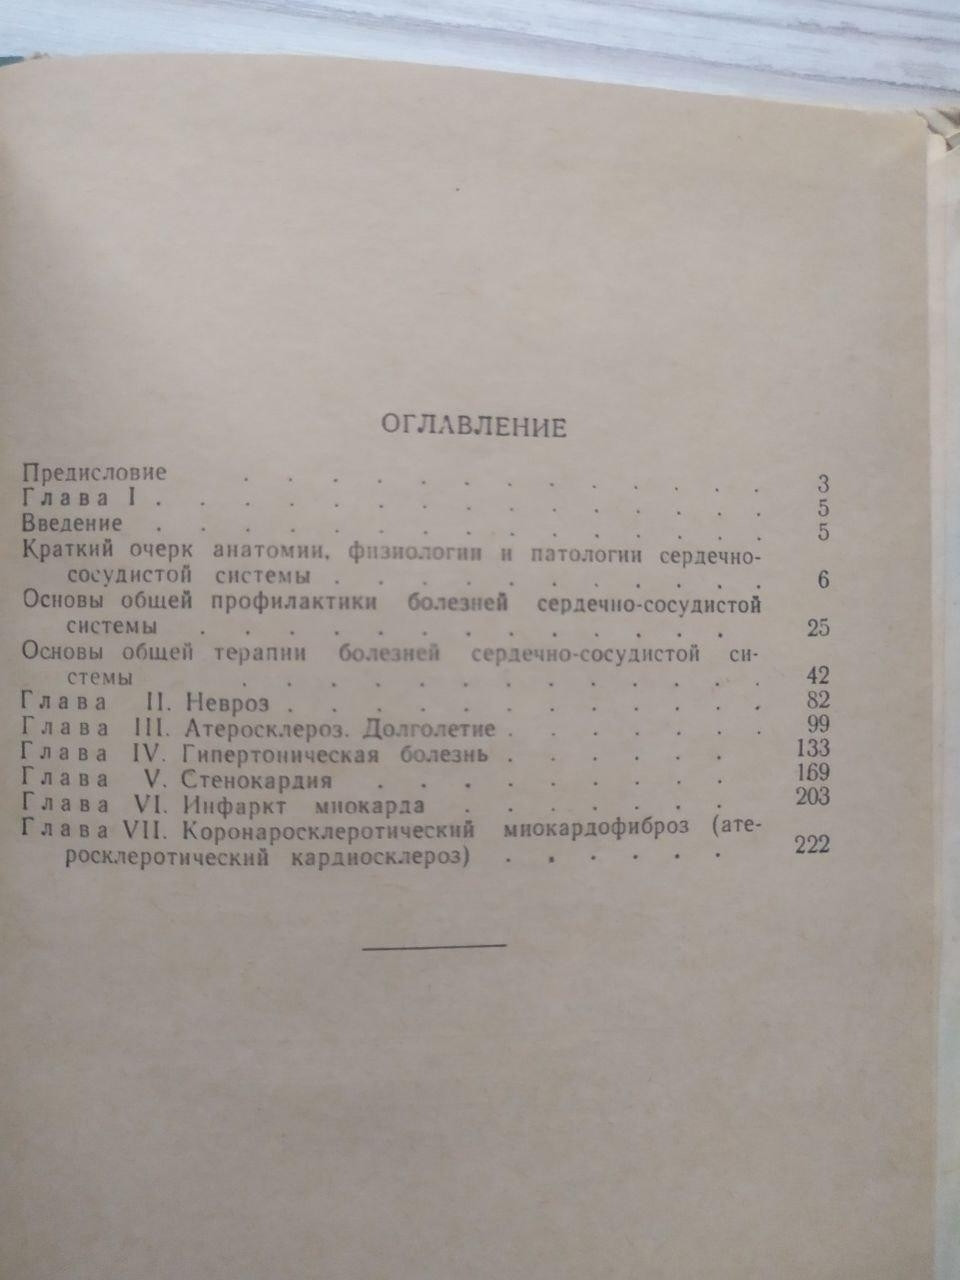 ОГЛАВЛЕНИЕ
Предисловие . . . . . . . . . . . . 3
Глава I . . . . . . . . . . . . . . 5
Введение . . . . . . . . . . . . . . 5
Краткий очерк анатомии, физиологии и патологии сердечно-
сосудистой системы . . . . . . . . . . 6
Основы общей профилактики болезней сердечно-сосудистой
системы . . . . . . . . . . . . . 25
Основы общей терапии болезней сердечно-сосудистой си-
стемы . . . . . . . . . . . . 42
Глава II. Невроз . . . . . . . . . . . 82
Глава III. Атеросклероз. Долголетие . . . . . . 99
Глава IV. Гипертоническая болезнь . . . . . . 133
Глава V. Стенокардия . . . . . . . . . 169
Глава VI. Инфаркт миокарда . . . . . . 203
Глава VII. Коронаросклеротический миокардофиброз (ате-
росклеротический кардиосклероз) . . . . . . 222